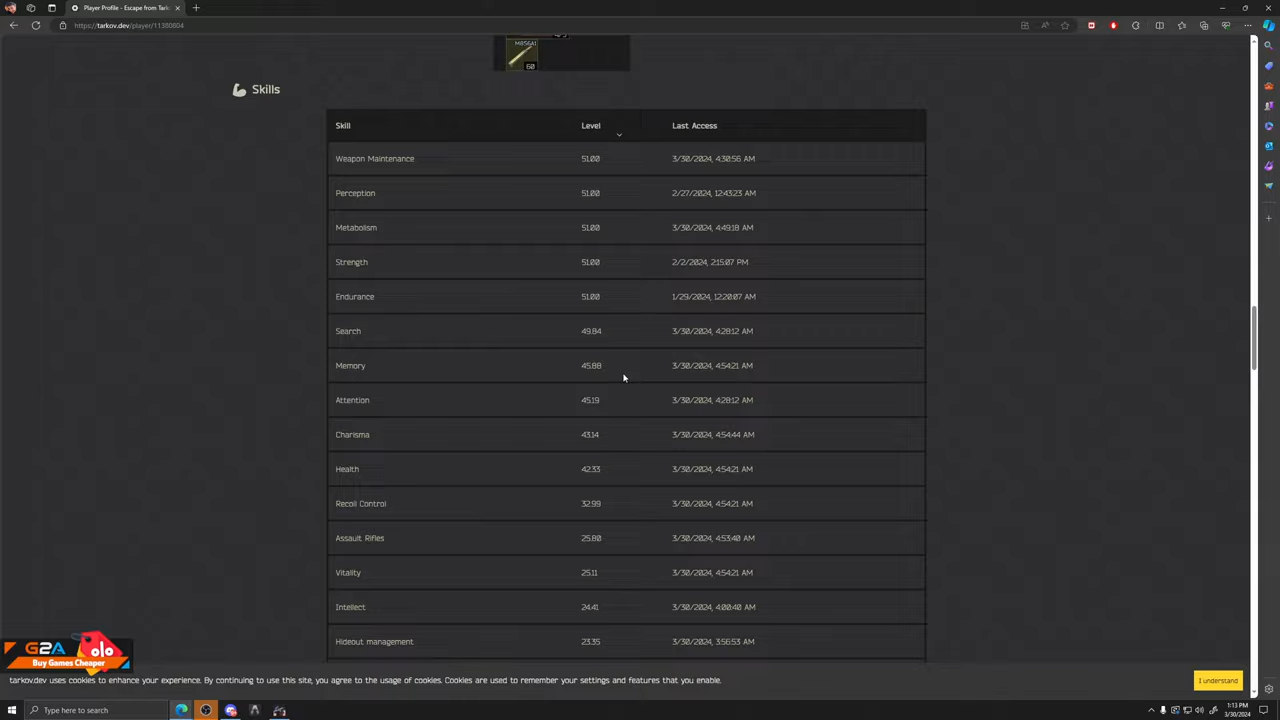 Player Profile - Escape from Tark
https://tarkov.dev/player/11380804
M856A1
60
Skills
Skill Level Last Access
Weapon Maintenance 51.00 3/30/2024, 4:30:56 AM
Perception 51.00 2/27/2024, 12:43:23 AM
Metabolism 51.00 3/30/2024, 4:49:18 AM
Strength 51.00 2/2/2024, 2:15:07 PM
Endurance 51.00 1/29/2024, 12:20:07 AM
Search 49.84 3/30/2024, 4:28:12 AM
Memory 45.88 3/30/2024, 4:54:21 AM
Attention 45.19 3/30/2024, 4:28:12 AM
Charisma 43.14 3/30/2024, 4:54:44 AM
Health 42.33 3/30/2024, 4:54:21 AM
Recoil Control 32.99 3/30/2024, 4:54:21 AM
Assault Rifles 25.80 3/30/2024, 4:53:40 AM
Vitality 25.11 3/30/2024, 4:54:21 AM
Intellect 24.41 3/30/2024, 4:00:40 AM
Hideout management 23.35 3/30/2024, 3:56:53 AM
G2A olo
Buy Games Cheaper
tarkov.dev uses cookies to enhance your experience. By continuing to use this site, you agree to the usage of cookies. Cookies are used to remember your settings and features that you enable.
I understand
Type here to search
1:13 PM
3/30/2024